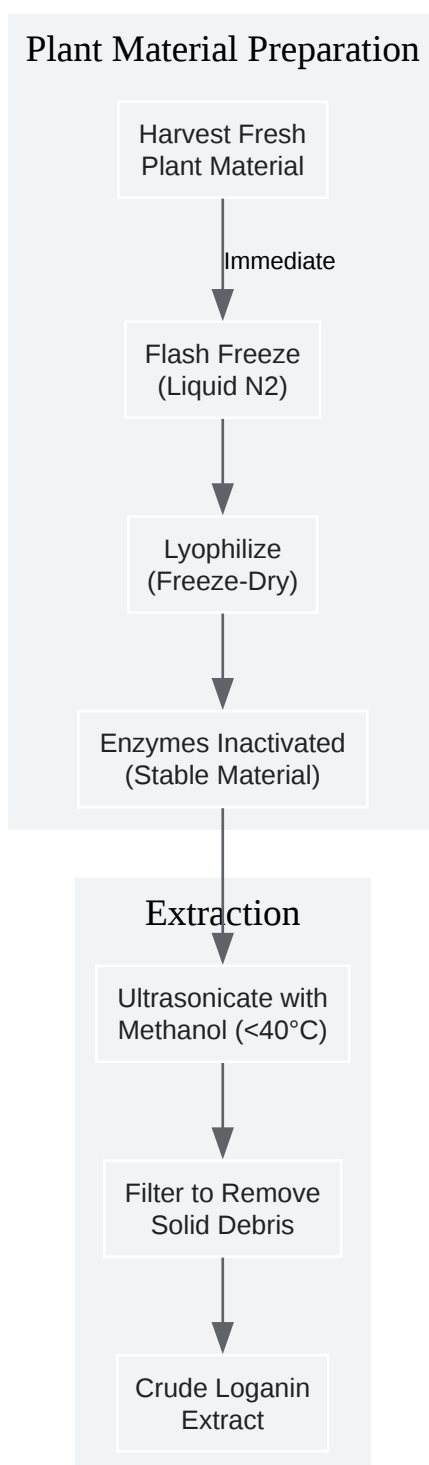 Plant Material Preparation
Harvest Fresh
Plant Material
Immediate
Flash Freeze
(Liquid N2)
Lyophilize
(Freeze-Dry)
Enzymes Inactivated
(Stable Material)
Extraction
Ultrasonicate with
Methanol (<40°C)
Filter to Remove
Solid Debris
Crude Loganin
Extract